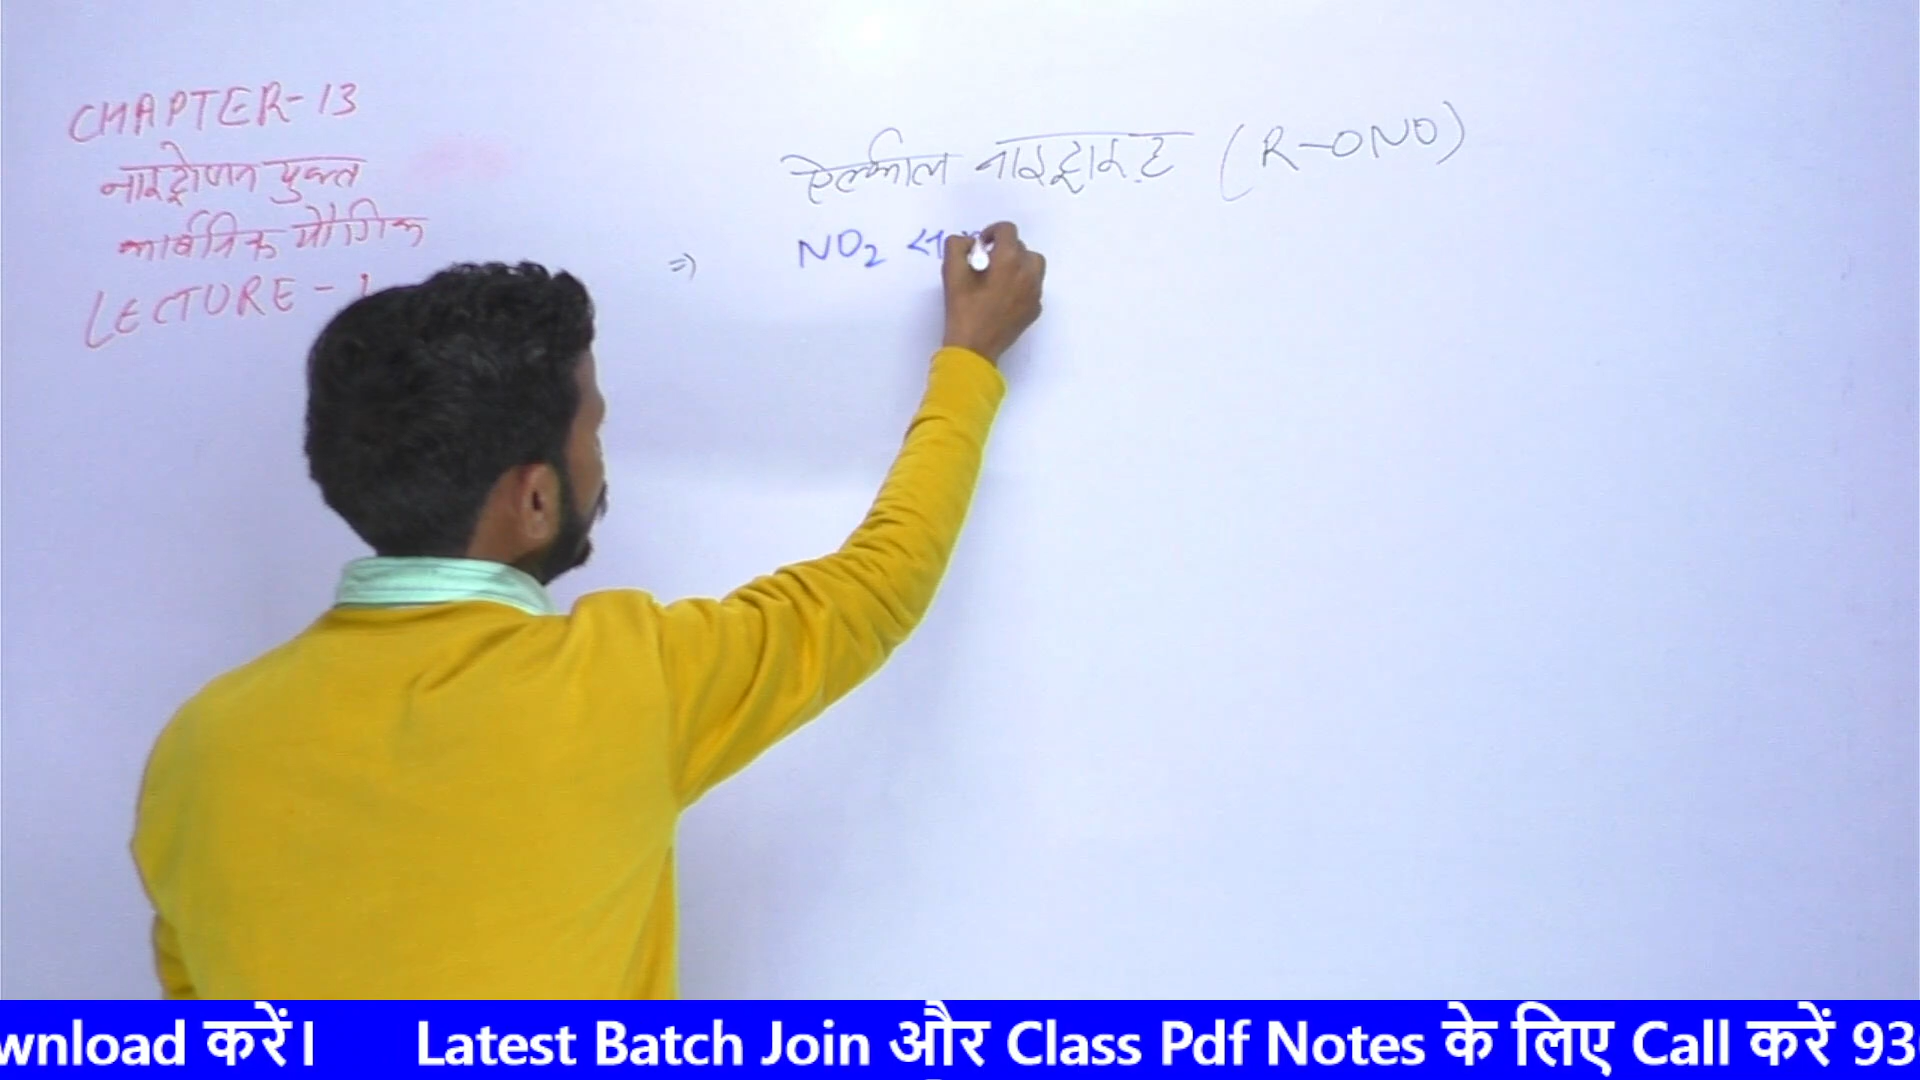 CHAPTER-13
नाइट्रोजन युक्त
कार्बनिक यौगिक
LECTURE - 1
ऐल्कील नाइट्राइट (R-ONO)
⇒ NO2
wnload करें। Latest Batch Join और Class Pdf Notes के लिए Call करें 93